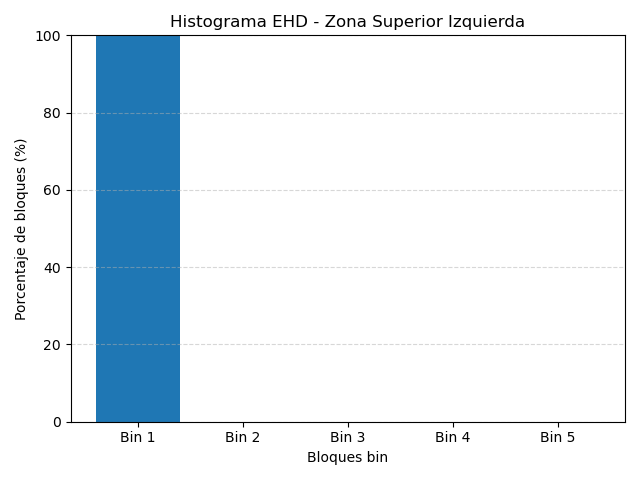 Histograma EHD - Zona Superior Izquierda
Porcentaje de bloques (%)
100
80
60
40
20
0
Bin 1 Bin 2 Bin 3 Bin 4 Bin 5
Bloques bin